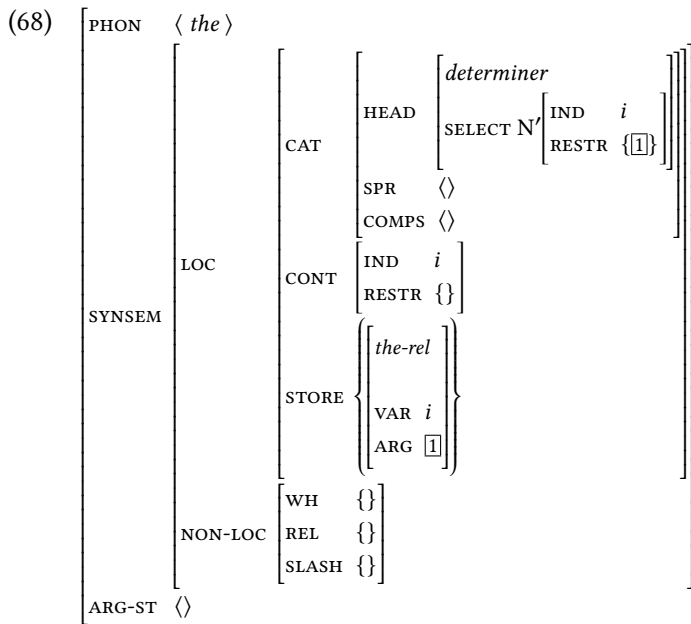 (68)
PHON ⟨ the ⟩
determiner
HEAD
IND i
SELECT N′
RESTR {1}
CAT
SPR ⟨⟩
COMPS ⟨⟩
LOC
IND i
CONT
RESTR {}
SYNSEM
the-rel
STORE
VAR i
ARG 1
WH {}
NON-LOC REL {}
SLASH {}
ARG-ST ⟨⟩